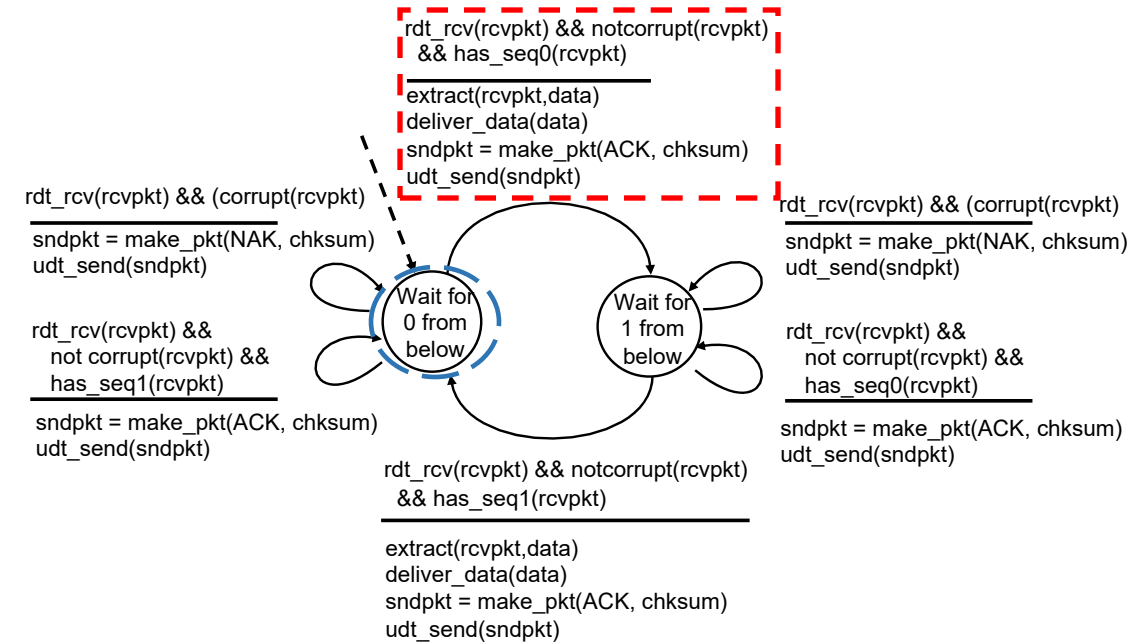 rdt_rcv(rcvpkt) && notcorrupt(rcvpkt)
&& has_seq0(rcvpkt)
extract(rcvpkt,data)
deliver_data(data)
sndpkt = make_pkt(ACK, chksum)
udt_send(sndpkt)
rdt_rcv(rcvpkt) && (corrupt(rcvpkt)
sndpkt = make_pkt(NAK, chksum)
udt_send(sndpkt)
rdt_rcv(rcvpkt) &&
not corrupt(rcvpkt) &&
has_seq1(rcvpkt)
sndpkt = make_pkt(ACK, chksum)
udt_send(sndpkt)
Wait for
0 from
below
Wait for
1 from
below
rdt_rcv(rcvpkt) && (corrupt(rcvpkt)
sndpkt = make_pkt(NAK, chksum)
udt_send(sndpkt)
rdt_rcv(rcvpkt) &&
not corrupt(rcvpkt) &&
has_seq0(rcvpkt)
sndpkt = make_pkt(ACK, chksum)
udt_send(sndpkt)
rdt_rcv(rcvpkt) && notcorrupt(rcvpkt)
&& has_seq1(rcvpkt)
extract(rcvpkt,data)
deliver_data(data)
sndpkt = make_pkt(ACK, chksum)
udt_send(sndpkt)